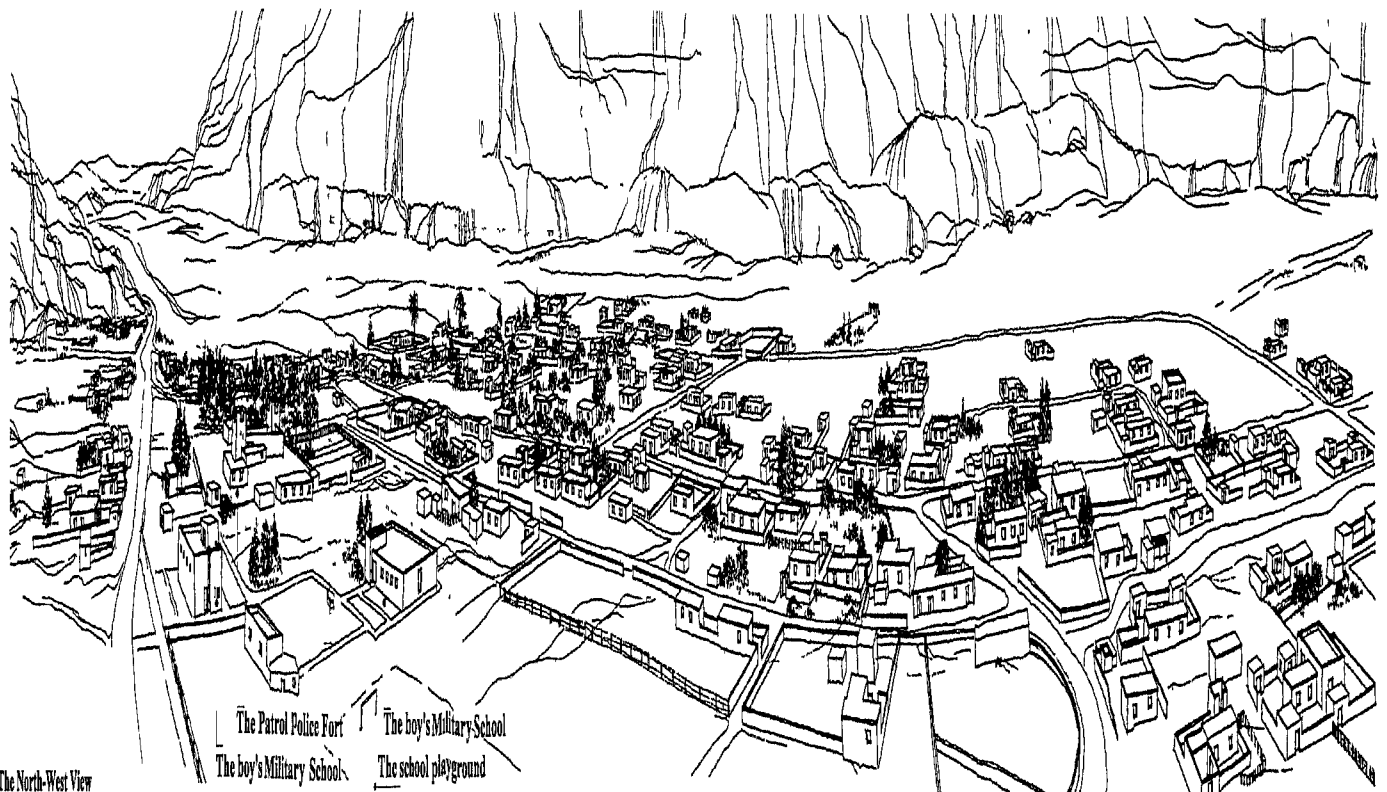 The Patrol Police Fort
The boy's Military School
The boy's Military School
The school playground
The North-West View